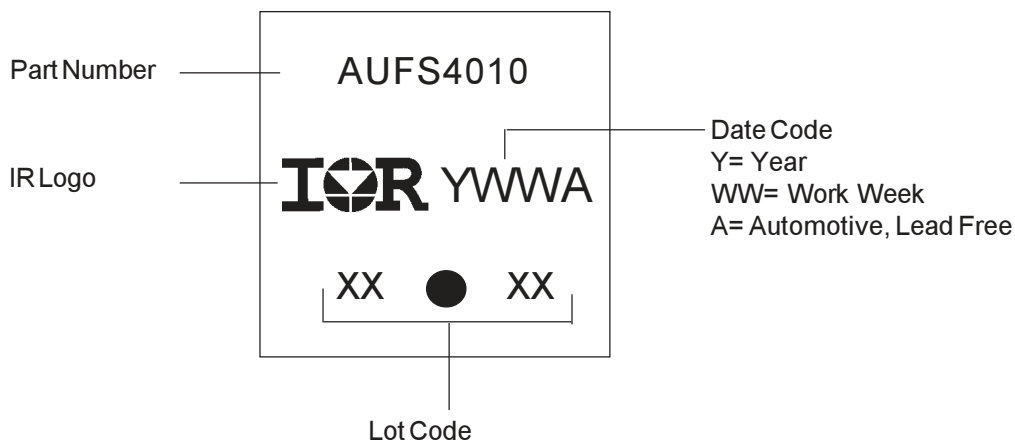 Part Number
AUFS4010
IR Logo
IOR
YWWA
Date Code
Y= Year
WW= Work Week
A= Automotive, Lead Free
XX XX
Lot Code